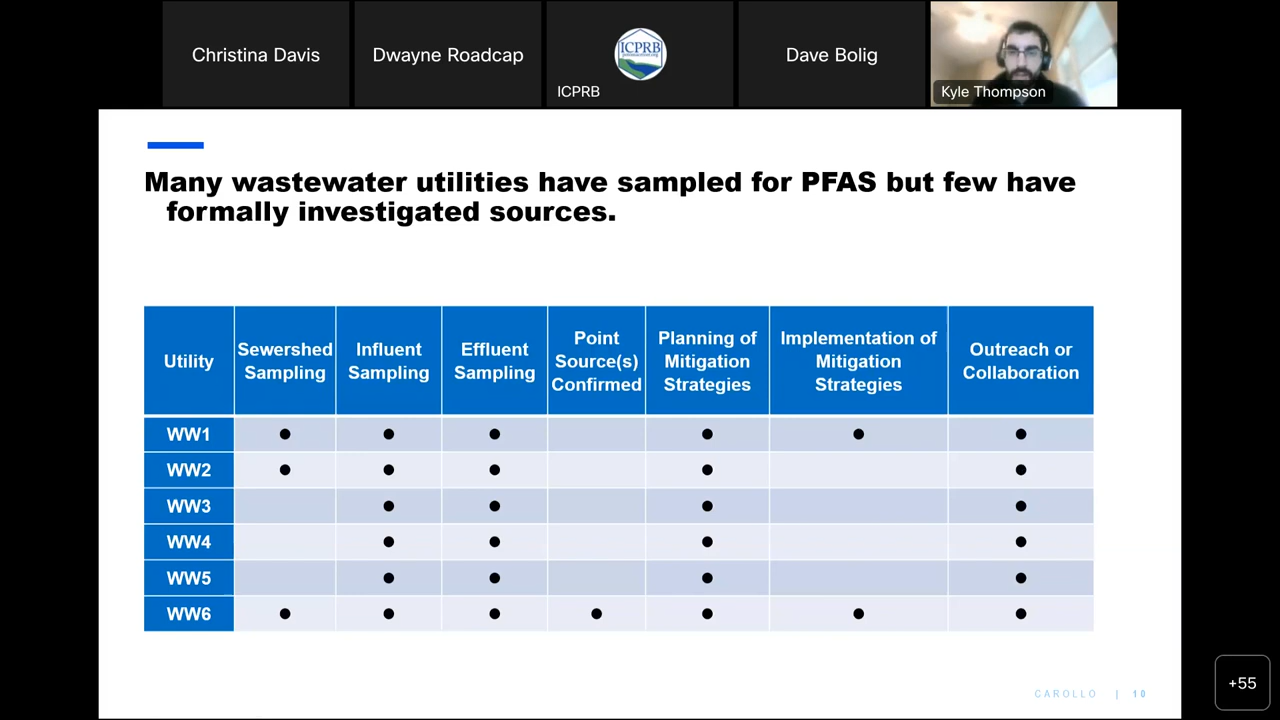 Christina Davis
Dwayne Roadcap
ICPRB
ICPRB
Dave Bolig
Kyle Thompson
Many wastewater utilities have sampled for PFAS but few have
formally investigated sources.
Utility
Sewershed
Sampling
Influent
Sampling
Effluent
Sampling
Point
Source(s)
Confirmed
Planning of
Mitigation
Strategies
Implementation of
Mitigation
Strategies
Outreach or
Collaboration
WW1 ● ● ● ● ● ●
WW2 ● ● ● ● ●
WW3 ● ● ● ●
WW4 ● ● ● ●
WW5 ● ● ● ●
WW6 ● ● ● ● ● ● ●
CAROLLO | 10
+55